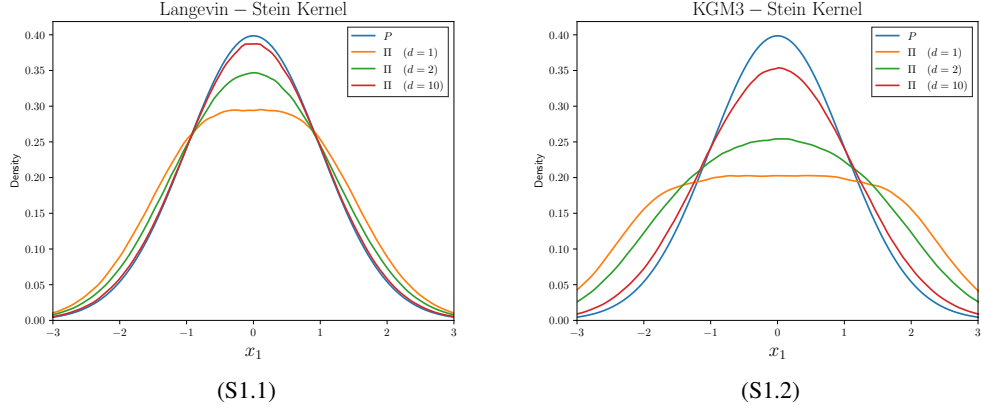 Langevin − Stein Kernel
0.40
0.35
0.30
0.25
0.20
0.15
0.10
0.05
0.00
Density
P
Π (d = 1)
Π (d = 2)
Π (d = 10)
−3 −2 −1 0 1 2 3
x₁
(S1.1)
KGM3 − Stein Kernel
0.40
0.35
0.30
0.25
0.20
0.15
0.10
0.05
0.00
Density
P
Π (d = 1)
Π (d = 2)
Π (d = 10)
−3 −2 −1 0 1 2 3
x₁
(S1.2)